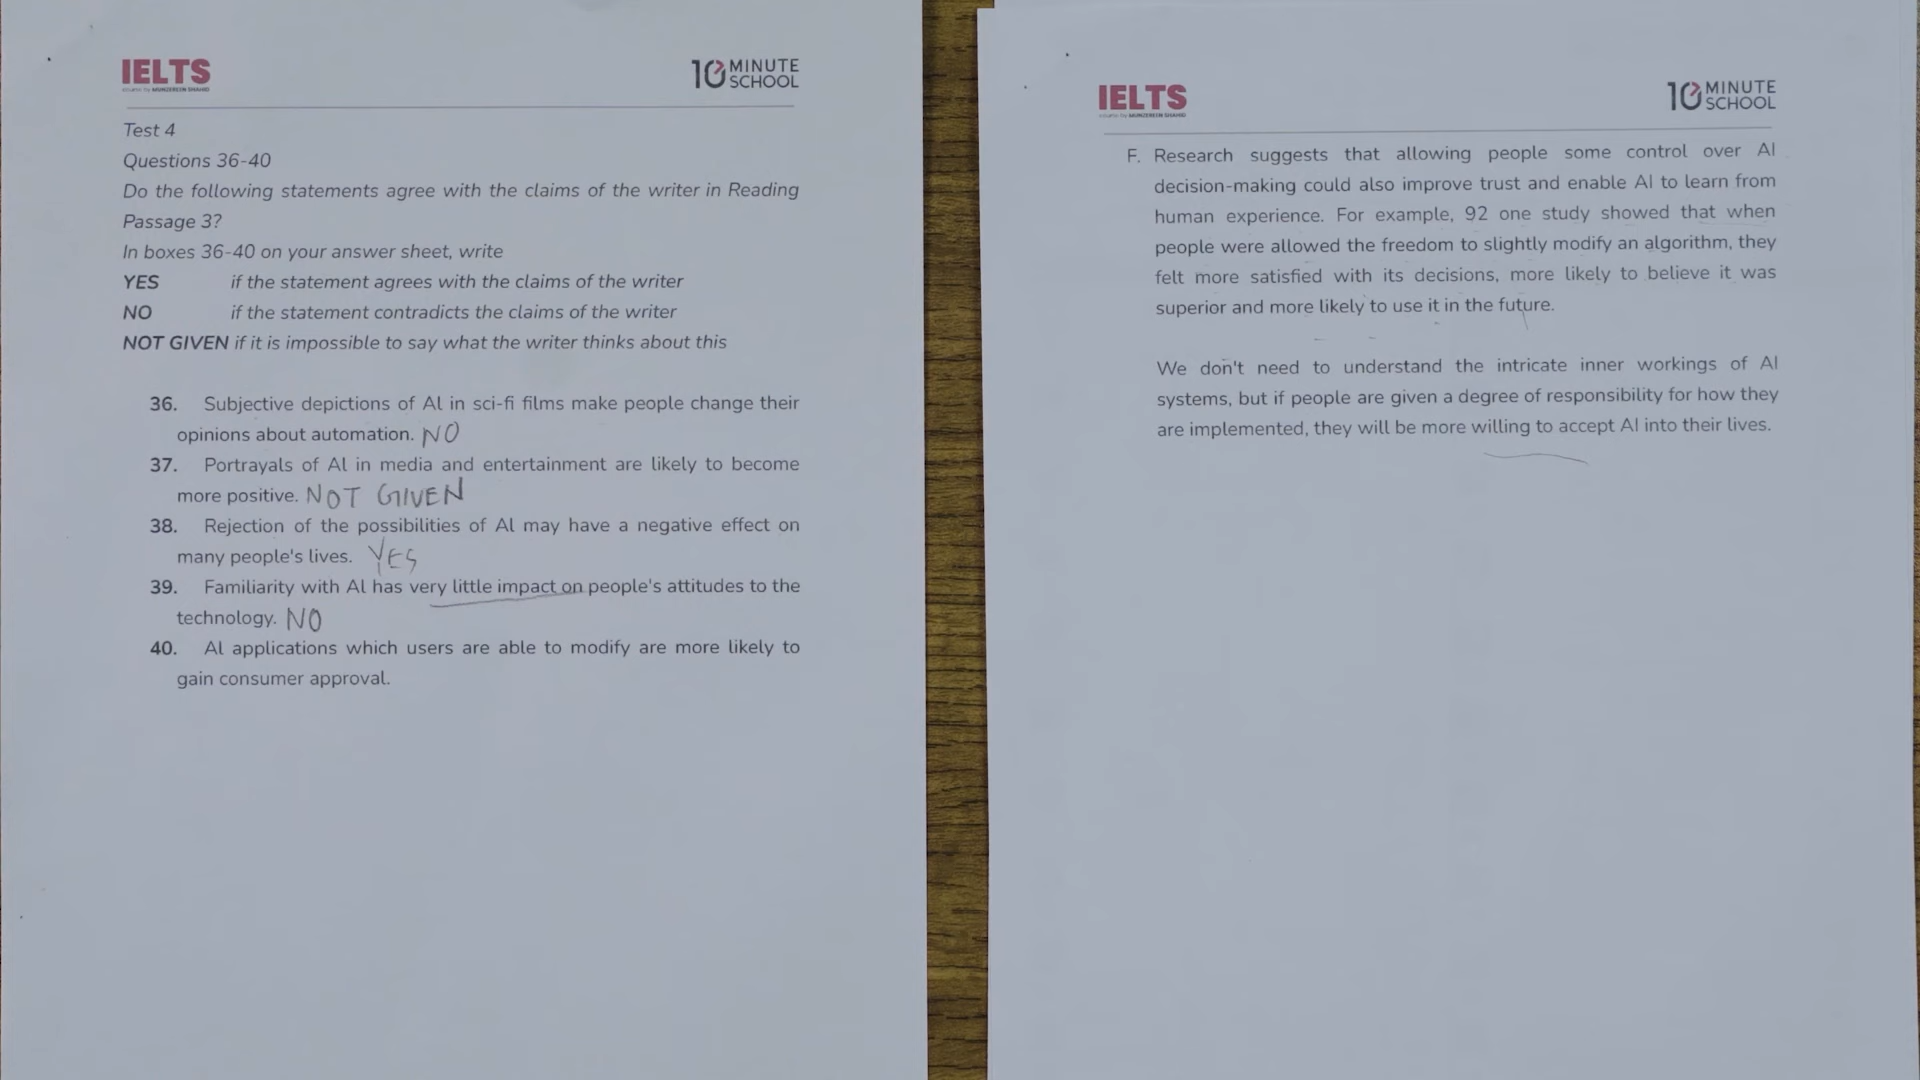 IELTS
course by MUNZEREEN SHAHID
10 MINUTE
SCHOOL
Test 4
Questions 36-40
Do the following statements agree with the claims of the writer in Reading
Passage 3?
In boxes 36-40 on your answer sheet, write
YES if the statement agrees with the claims of the writer
NO if the statement contradicts the claims of the writer
NOT GIVEN if it is impossible to say what the writer thinks about this
36. Subjective depictions of Al in sci-fi films make people change their
opinions about automation. NO
37. Portrayals of Al in media and entertainment are likely to become
more positive. NOT GIVEN
38. Rejection of the possibilities of Al may have a negative effect on
many people's lives. YES
39. Familiarity with Al has very little impact on people's attitudes to the
technology. NO
40. Al applications which users are able to modify are more likely to
gain consumer approval.
IELTS
course by MUNZEREEN SHAHID
10 MINUTE
SCHOOL
F. Research suggests that allowing people some control over AI
decision-making could also improve trust and enable AI to learn from
human experience. For example, 92 one study showed that when
people were allowed the freedom to slightly modify an algorithm, they
felt more satisfied with its decisions, more likely to believe it was
superior and more likely to use it in the future.
We don't need to understand the intricate inner workings of AI
systems, but if people are given a degree of responsibility for how they
are implemented, they will be more willing to accept AI into their lives.